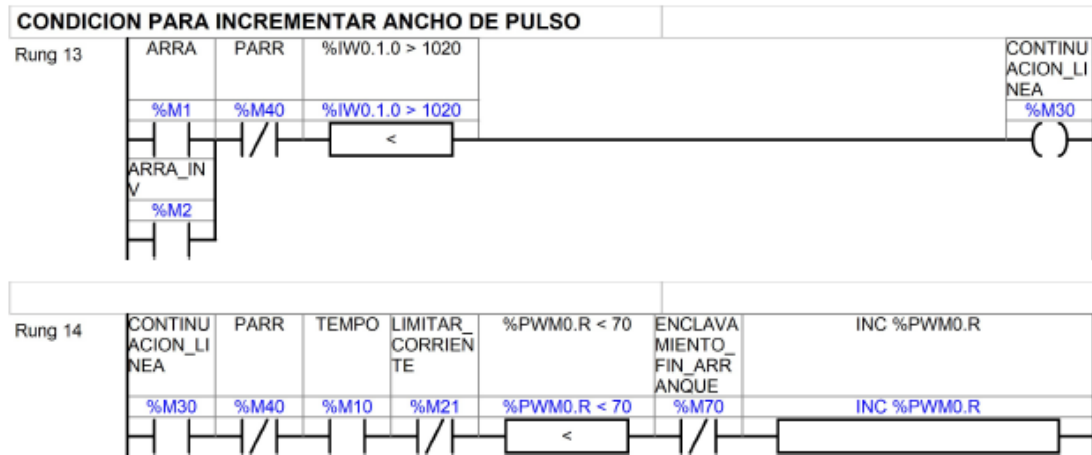 CONDICION PARA INCREMENTAR ANCHO DE PULSO
Rung 13
ARRA
PARR
%IW0.1.0 > 1020
CONTINU
ACION_LI
NEA
%M1
%M40
%IW0.1.0 > 1020
%M30
<
ARRA_IN
V
%M2
Rung 14
CONTINU
ACION_LI
NEA
PARR
TEMPO
LIMITAR_
CORRIEN
TE
%PWM0.R < 70
ENCLAVA
MIENTO_
FIN_ARR
ANQUE
INC %PWM0.R
%M30
%M40
%M10
%M21
%PWM0.R < 70
%M70
INC %PWM0.R
<